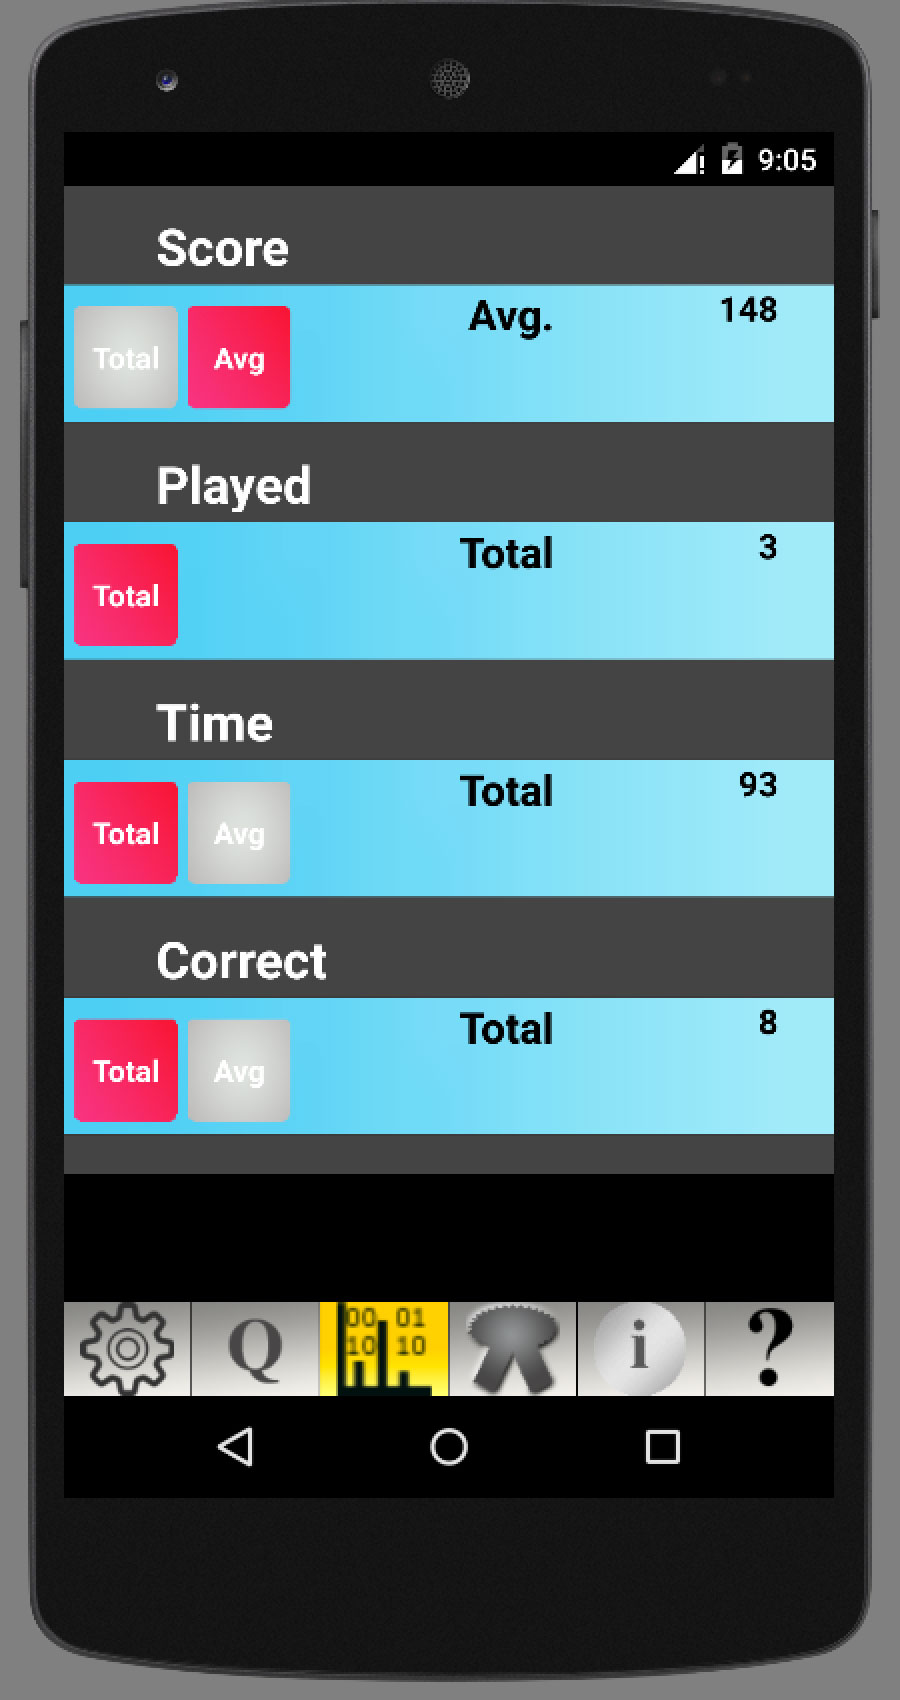 9:05
Score
Total Avg Avg. 148
Played
Total Total 3
Time
Total Avg Total 93
Correct
Total Avg Total 8
Q 00 01 i ?
10 10